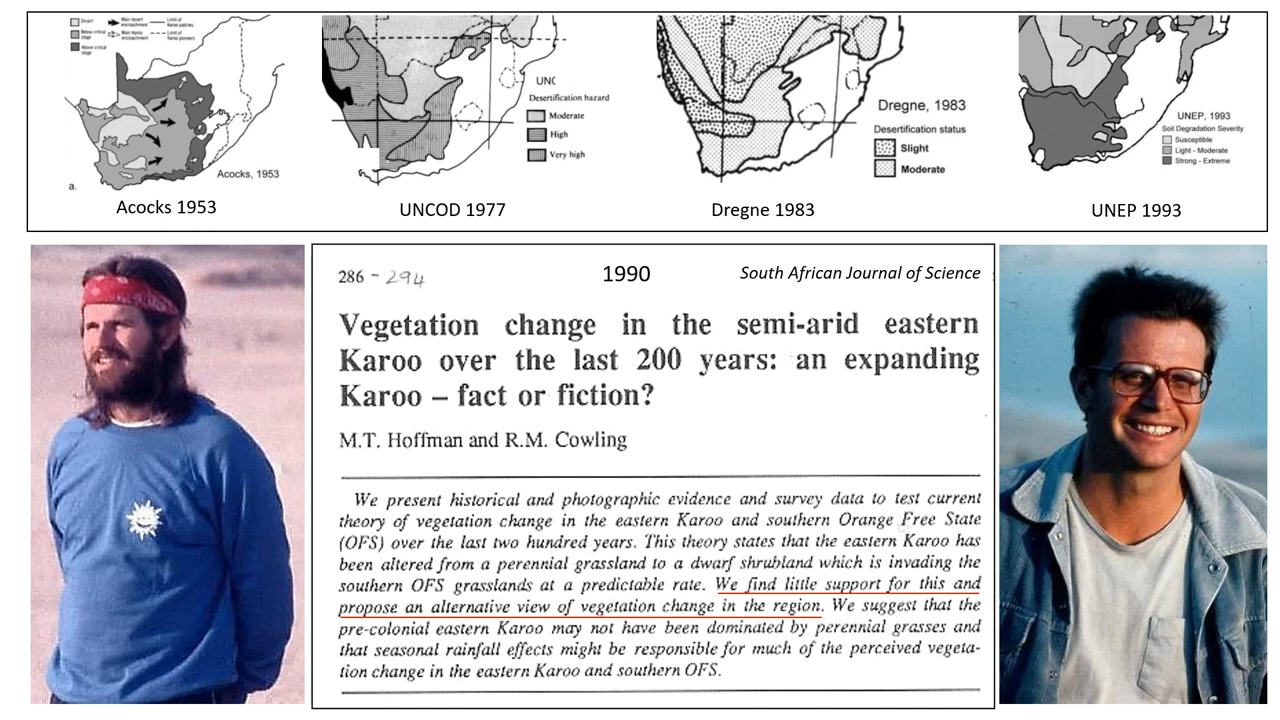 Desert
Main desert encroachment
Limit of Karoo patches
Below critical stage
Main Karoo encroachment
Limit of Karoo pioneers
Above critical stage
Acocks, 1953
a.
Acocks 1953
UNC
Desertification hazard
Moderate
High
Very high
UNCOD 1977
Dregne, 1983
Desertification status
Slight
Moderate
Dregne 1983
UNEP, 1993
Soil Degradation Severity
Susceptible
Light - Moderate
Strong - Extreme
UNEP 1993
286 - 294
1990
South African Journal of Science
Vegetation change in the semi-arid eastern
Karoo over the last 200 years: an expanding
Karoo – fact or fiction?
M.T. Hoffman and R.M. Cowling
We present historical and photographic evidence and survey data to test current
theory of vegetation change in the eastern Karoo and southern Orange Free State
(OFS) over the last two hundred years. This theory states that the eastern Karoo has
been altered from a perennial grassland to a dwarf shrubland which is invading the
southern OFS grasslands at a predictable rate. We find little support for this and
propose an alternative view of vegetation change in the region. We suggest that the
pre-colonial eastern Karoo may not have been dominated by perennial grasses and
that seasonal rainfall effects might be responsible for much of the perceived vegeta-
tion change in the eastern Karoo and southern OFS.